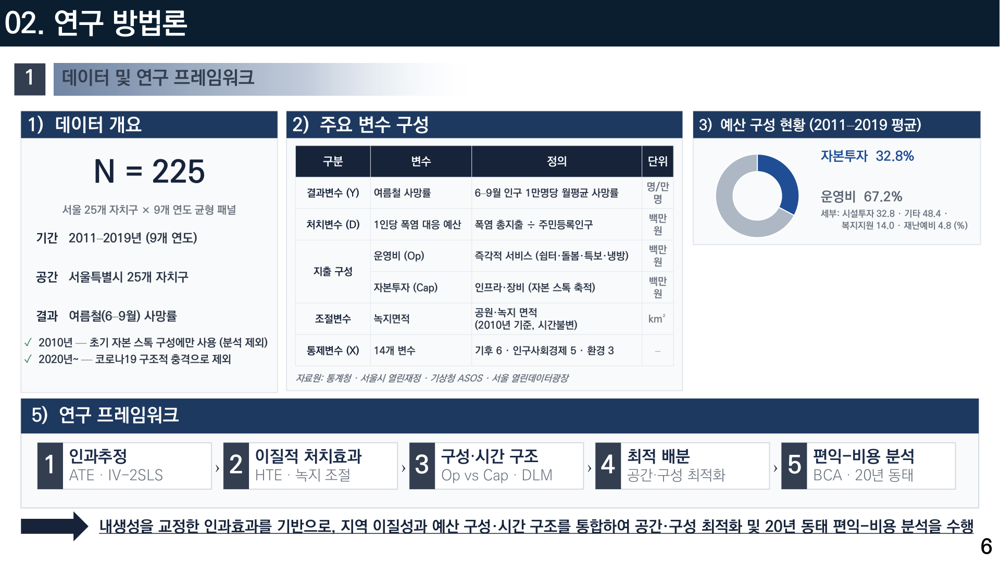 02. 연구 방법론
1
데이터 및 연구 프레임워크
1) 데이터 개요
N = 225
서울 25개 자치구 × 9개 연도 균형 패널
기간 2011–2019년 (9개 연도)
공간 서울특별시 25개 자치구
결과 여름철(6–9월) 사망률
✓ 2010년 — 초기 자본 스톡 구성에만 사용 (분석 제외)
✓ 2020년~ — 코로나19 구조적 충격으로 제외
2) 주요 변수 구성
구분 변수 정의 단위
결과변수 (Y) 여름철 사망률 6–9월 인구 1만명당 월평균 사망률 명/만
명
처치변수 (D) 1인당 폭염 대응 예산 폭염 총지출 ÷ 주민등록인구 백만
원
지출 구성
운영비 (Op) 즉각적 서비스 (쉼터·돌봄·특보·냉방) 백만
원
자본투자 (Cap) 인프라·장비 (자본 스톡 축적) 백만
원
조절변수 녹지면적 공원·녹지 면적
(2010년 기준, 시간불변) km²
통제변수 (X) 14개 변수 기후 6 · 인구사회경제 5 · 환경 3 –
자료원: 통계청 · 서울시 열린재정 · 기상청 ASOS · 서울 열린데이터광장
3) 예산 구성 현황 (2011–2019 평균)
자본투자 32.8%
운영비 67.2%
세부: 시설투자 32.8 · 기타 48.4 ·
복지지원 14.0 · 재난예비 4.8 (%)
5) 연구 프레임워크
1 인과추정
ATE · IV-2SLS
›
2 이질적 처치효과
HTE · 녹지 조절
›
3 구성·시간 구조
Op vs Cap · DLM
›
4 최적 배분
공간·구성 최적화
›
5 편익-비용 분석
BCA · 20년 동태
내생성을 교정한 인과효과를 기반으로, 지역 이질성과 예산 구성·시간 구조를 통합하여 공간·구성 최적화 및 20년 동태 편익-비용 분석을 수행
6